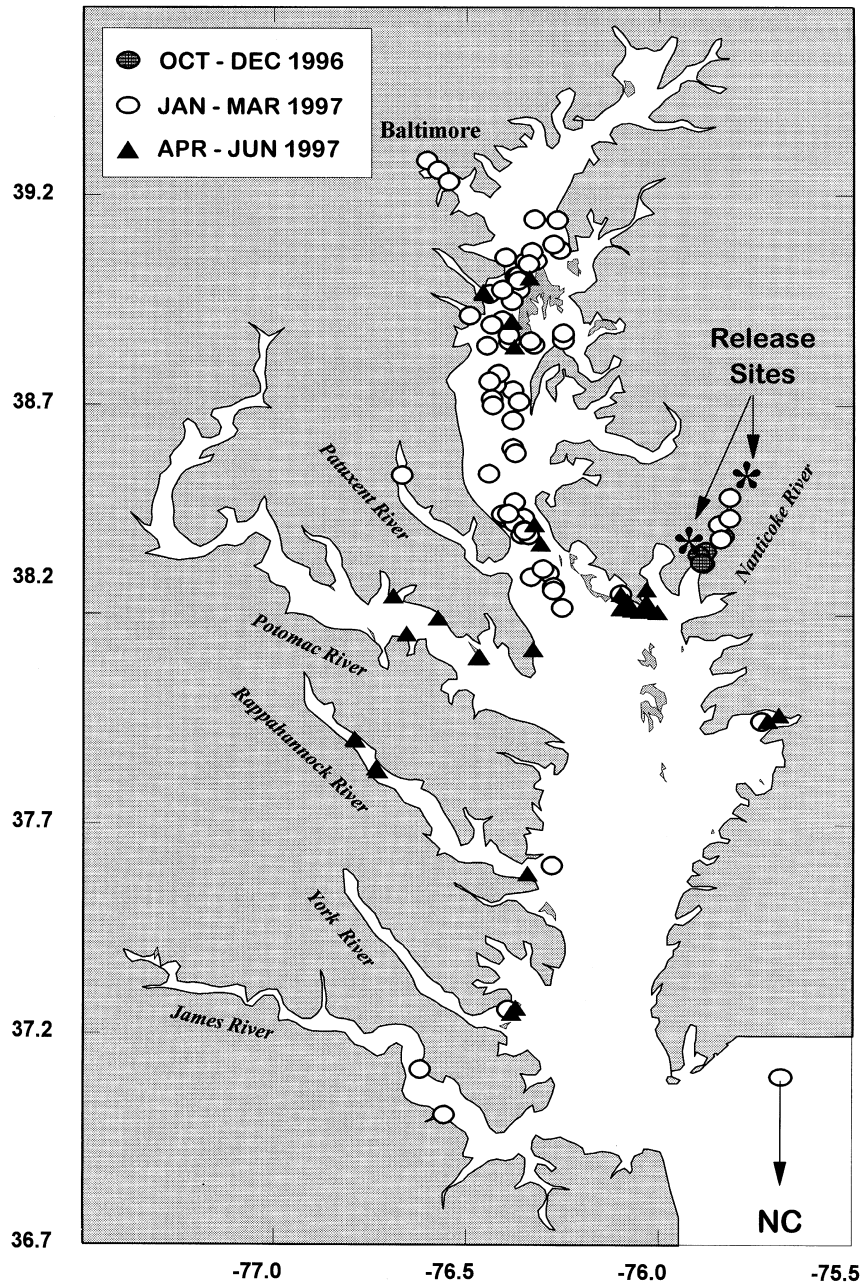 OCT - DEC 1996
JAN - MAR 1997
APR - JUN 1997
Baltimore
39.2
Release
Sites
38.7
Patuxent River
Nanticoke River
38.2
Potomac River
Rappahannock River
37.7
York River
James River
37.2
NC
36.7
-77.0
-76.5
-76.0
-75.5